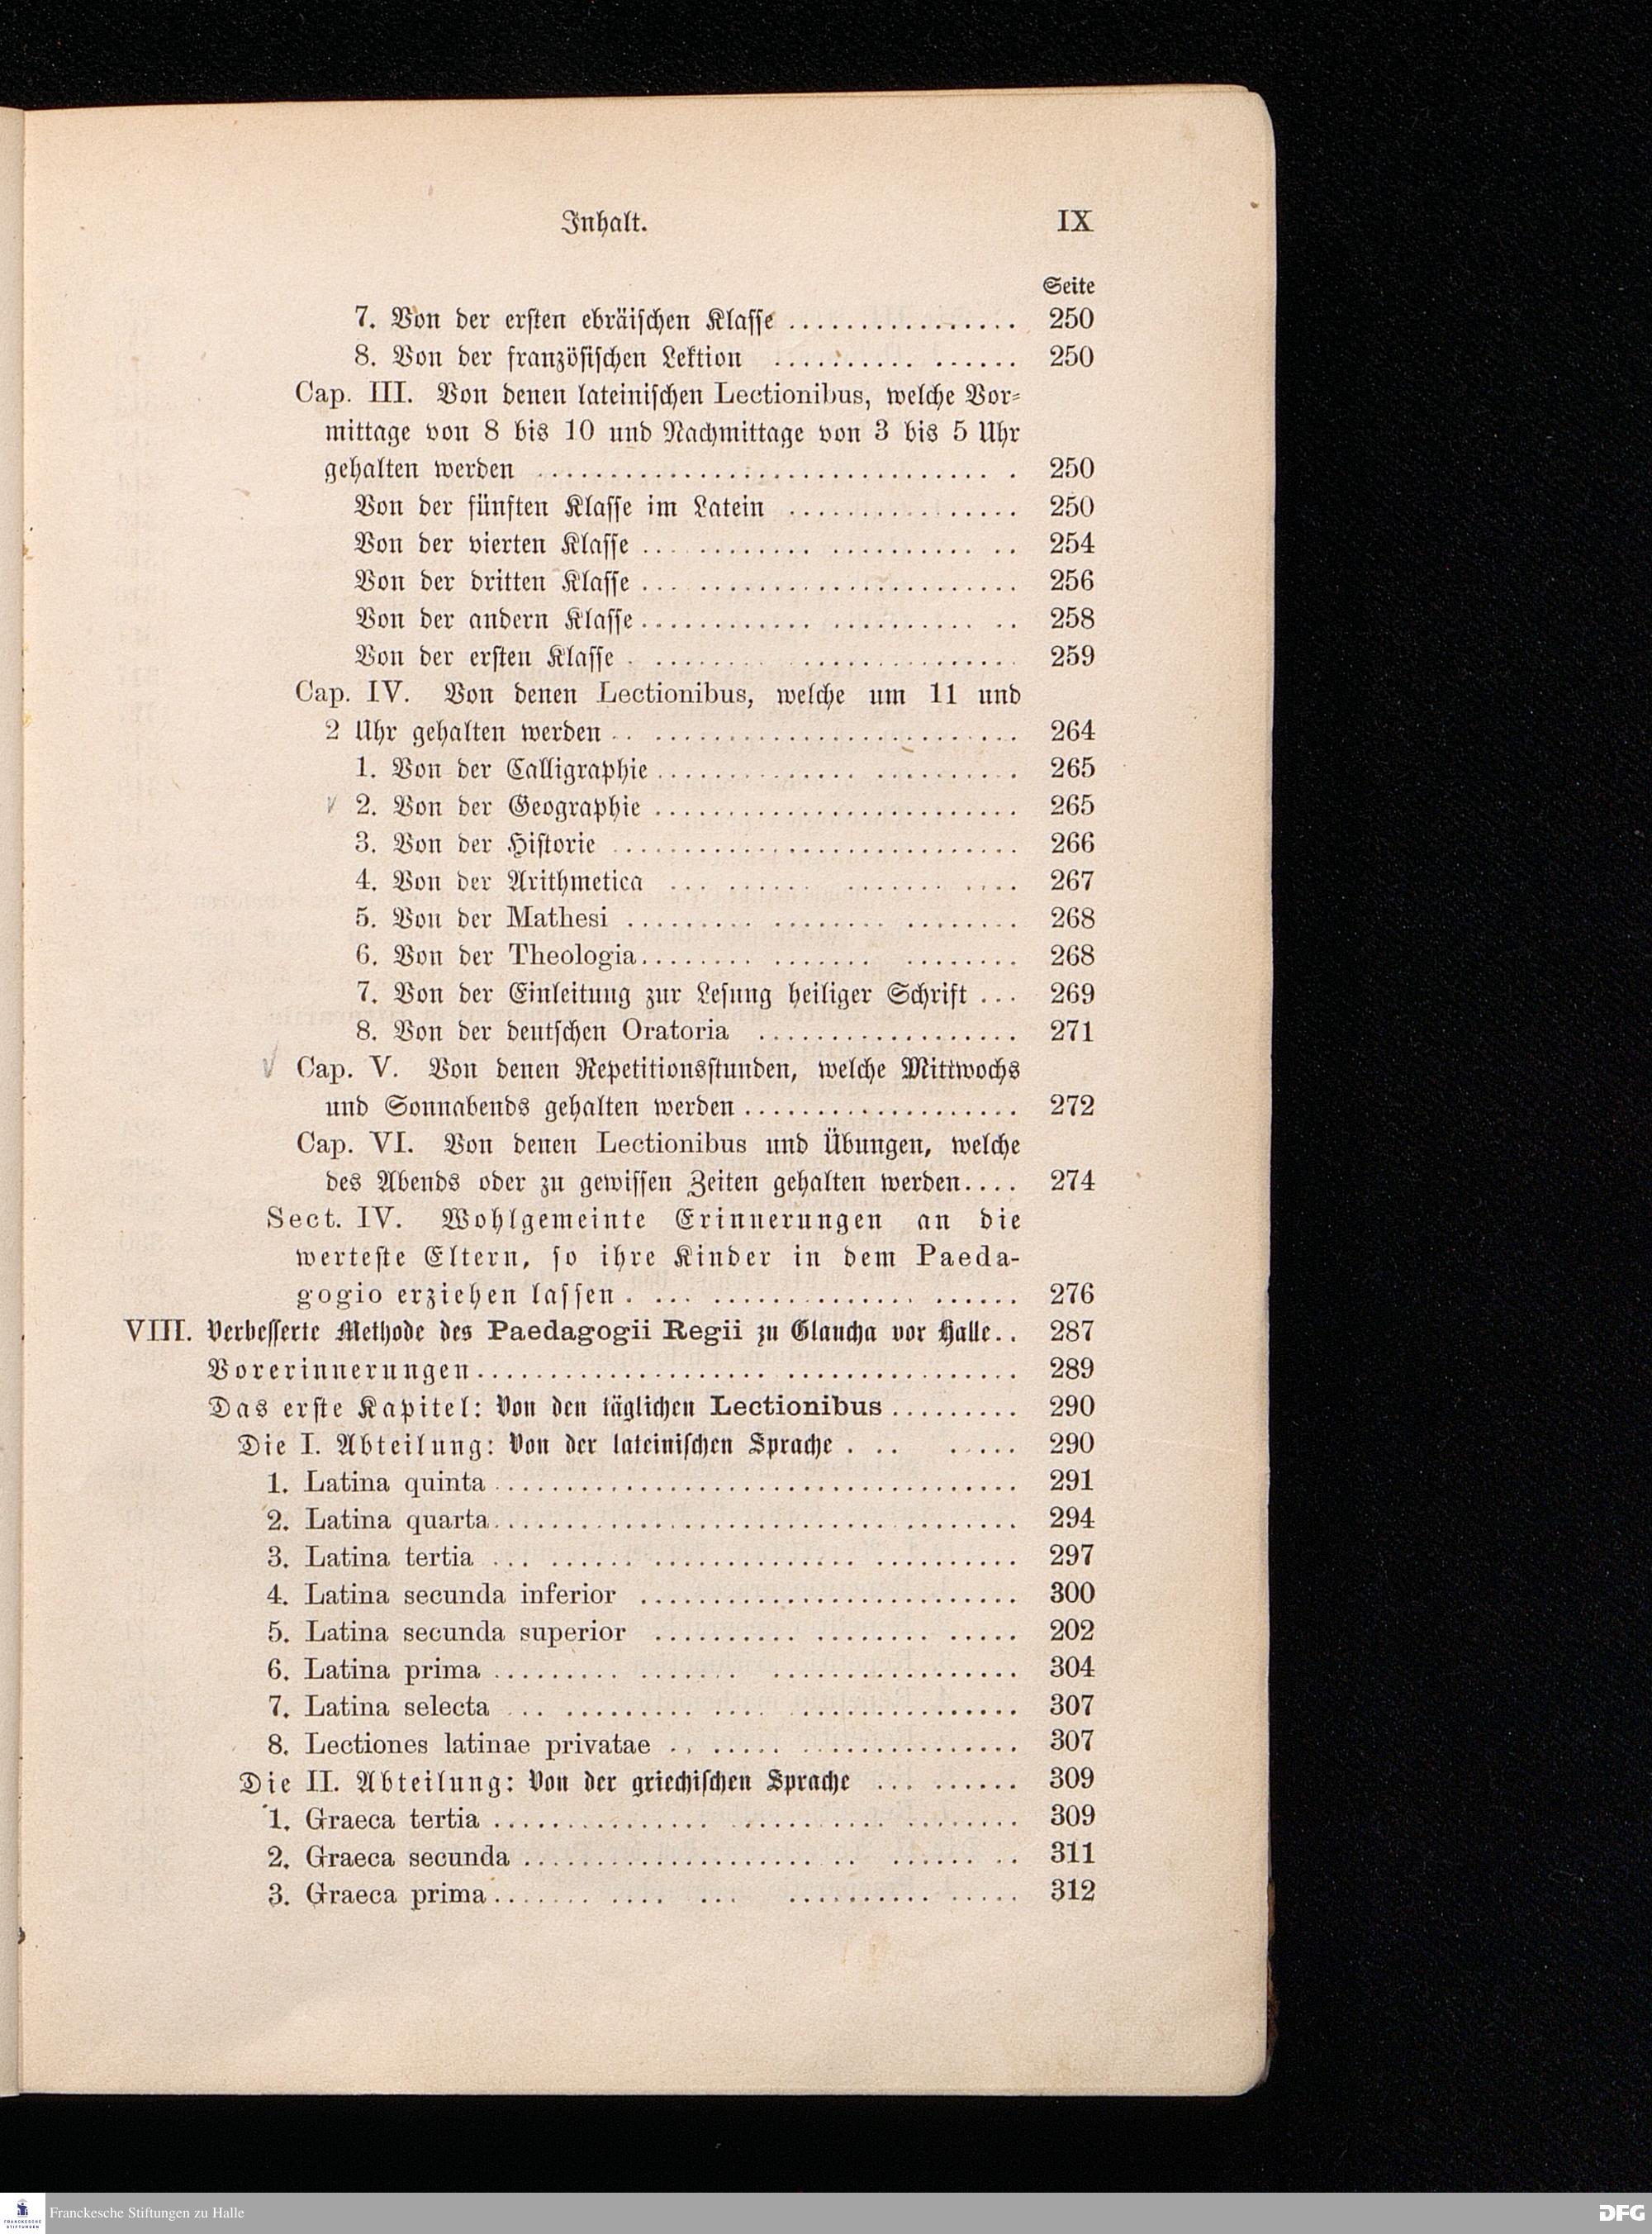 Inhalt. IX
Seite
7. Von der ersten ebräischen Klasse ................ 250
8. Von der französischen Lektion ................ 250
Cap. III. Von denen lateinischen Lectionibus, welche Vor-
mittage von 8 bis 10 und Nachmittage von 3 bis 5 Uhr
gehalten werden ................................ 250
Von der fünften Klasse im Latein ................ 250
Von der vierten Klasse ........................ 254
Von der dritten Klasse ........................ 256
Von der andern Klasse ........................ 258
Von der ersten Klasse ........................ 259
Cap. IV. Von denen Lectionibus, welche um 11 und
2 Uhr gehalten werden ........................ 264
1. Von der Calligraphie ........................ 265
2. Von der Geographie ........................ 265
3. Von der Historie ........................ 266
4. Von der Arithmetica ........................ 267
5. Von der Mathesi ........................ 268
6. Von der Theologia ........................ 268
7. Von der Einleitung zur Lesung heiliger Schrift ... 269
8. Von der deutschen Oratoria .................. 271
Cap. V. Von denen Repetitionsstunden, welche Mittwochs
und Sonnabends gehalten werden ................... 272
Cap. VI. Von denen Lectionibus und Übungen, welche
des Abends oder zu gewissen Zeiten gehalten werden.... 274
Sect. IV. Wohlgemeinte Erinnerungen an die
werteste Eltern, so ihre Kinder in dem Paeda-
gogio erziehen lassen ........................ 276
VIII. Verbesserte Methode des Paedagogii Regii zu Glaucha vor Halle.. 287
Vorerinnerungen .................................... 289
Das erste Kapitel: Von den täglichen Lectionibus ......... 290
Die I. Abteilung: Von der lateinischen Sprache ........ 290
1. Latina quinta .................................... 291
2. Latina quarta .................................... 294
3. Latina tertia .................................... 297
4. Latina secunda inferior .......................... 300
5. Latina secunda superior ........................ 202
6. Latina prima .................................... 304
7. Latina selecta .................................... 307
8. Lectiones latinae privatae ........................ 307
Die II. Abteilung: Von der griechischen Sprache ......... 309
1. Graeca tertia .................................... 309
2. Graeca secunda .................................. 311
3. Graeca prima .................................... 312
FRANCKESCHE
STIFTUNGEN
Franckesche Stiftungen zu Halle
DFG